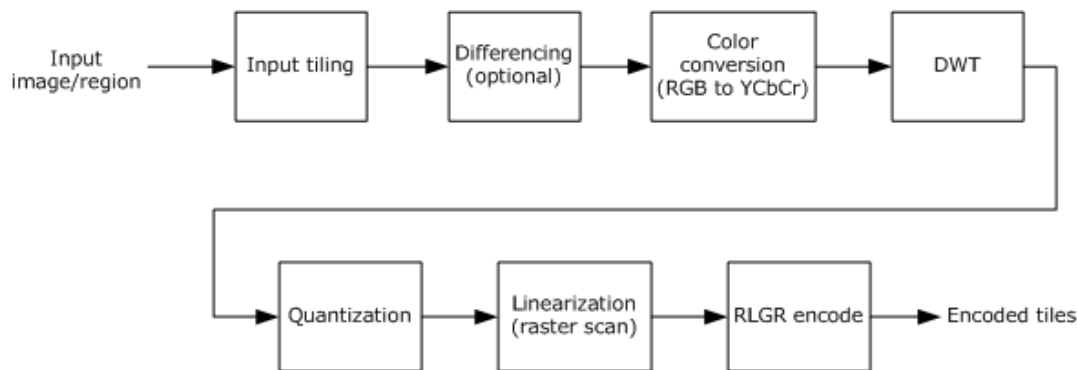 Input
image/region
Input tiling
Differencing
(optional)
Color
conversion
(RGB to YCbCr)
DWT
Quantization
Linearization
(raster scan)
RLGR encode
Encoded tiles